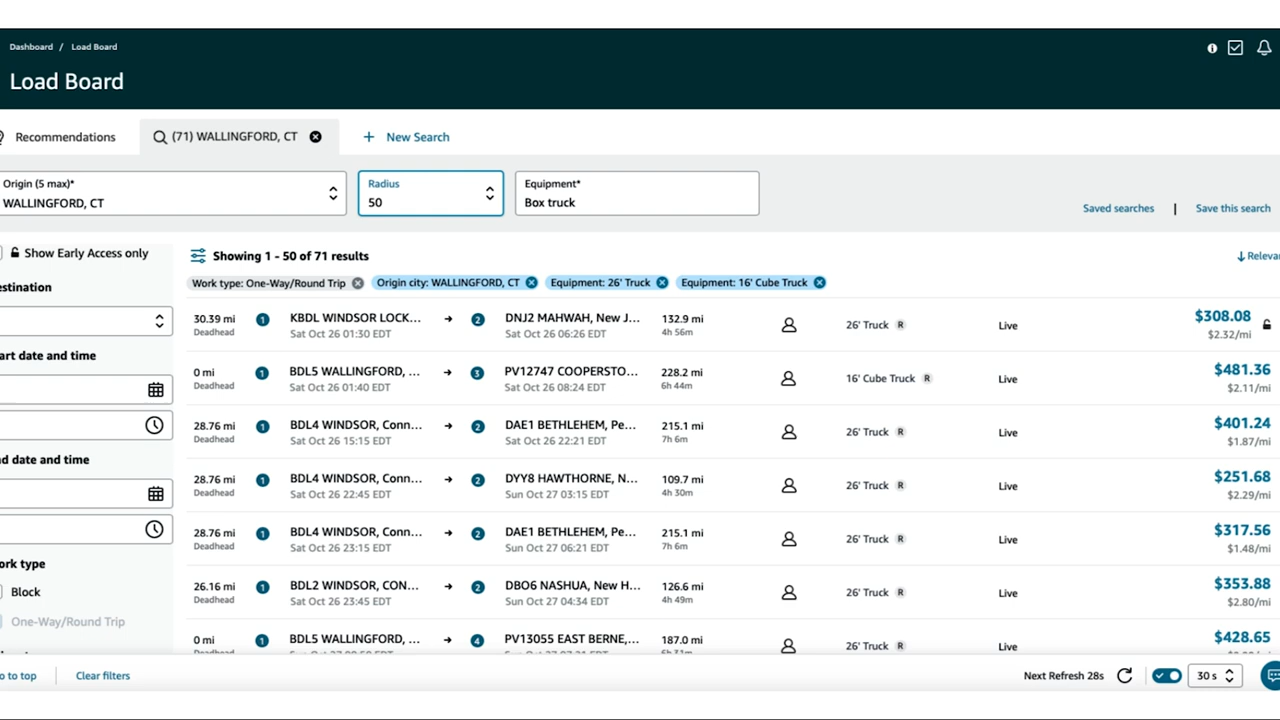 Dashboard / Load Board
Load Board
Recommendations
(71) WALLINGFORD, CT
+ New Search
Origin (5 max)*
WALLINGFORD, CT
Radius
50
Equipment*
Box truck
Saved searches | Save this search
Show Early Access only
Showing 1 - 50 of 71 results
Releva
estination
Work type: One-Way/Round Trip
Origin city: WALLINGFORD, CT
Equipment: 26' Truck
Equipment: 16' Cube Truck
30.39 mi 1 KBDL WINDSOR LOCK... → 2 DNJ2 MAHWAH, New J... 132.9 mi 26' Truck R Live $308.08
Deadhead Sat Oct 26 01:30 EDT Sat Oct 26 06:26 EDT 4h 56m $2.32/mi
art date and time
0 mi 1 BDL5 WALLINGFORD, ... → 3 PV12747 COOPERSTO... 228.2 mi 16' Cube Truck R Live $481.36
Deadhead Sat Oct 26 01:40 EDT Sat Oct 26 08:24 EDT 6h 44m $2.11/mi
28.76 mi 1 BDL4 WINDSOR, Conn... → 2 DAE1 BETHLEHEM, Pe... 215.1 mi 26' Truck R Live $401.24
Deadhead Sat Oct 26 15:15 EDT Sat Oct 26 22:21 EDT 7h 6m $1.87/mi
d date and time
28.76 mi 1 BDL4 WINDSOR, Conn... → 2 DYY8 HAWTHORNE, N... 109.7 mi 26' Truck R Live $251.68
Deadhead Sat Oct 26 22:45 EDT Sun Oct 27 03:15 EDT 4h 30m $2.29/mi
28.76 mi 1 BDL4 WINDSOR, Conn... → 2 DAE1 BETHLEHEM, Pe... 215.1 mi 26' Truck R Live $317.56
Deadhead Sat Oct 26 23:15 EDT Sun Oct 27 06:21 EDT 7h 6m $1.48/mi
ork type
Block
26.16 mi 1 BDL2 WINDSOR, CON... → 2 DBO6 NASHUA, New H... 126.6 mi 26' Truck R Live $353.88
Deadhead Sat Oct 26 23:45 EDT Sun Oct 27 04:34 EDT 4h 49m $2.80/mi
One-Way/Round Trip
0 mi 1 BDL5 WALLINGFORD, ... → 4 PV13055 EAST BERNE,... 187.0 mi 26' Truck R Live $428.65
o to top
Clear filters
Next Refresh 28s
30 s